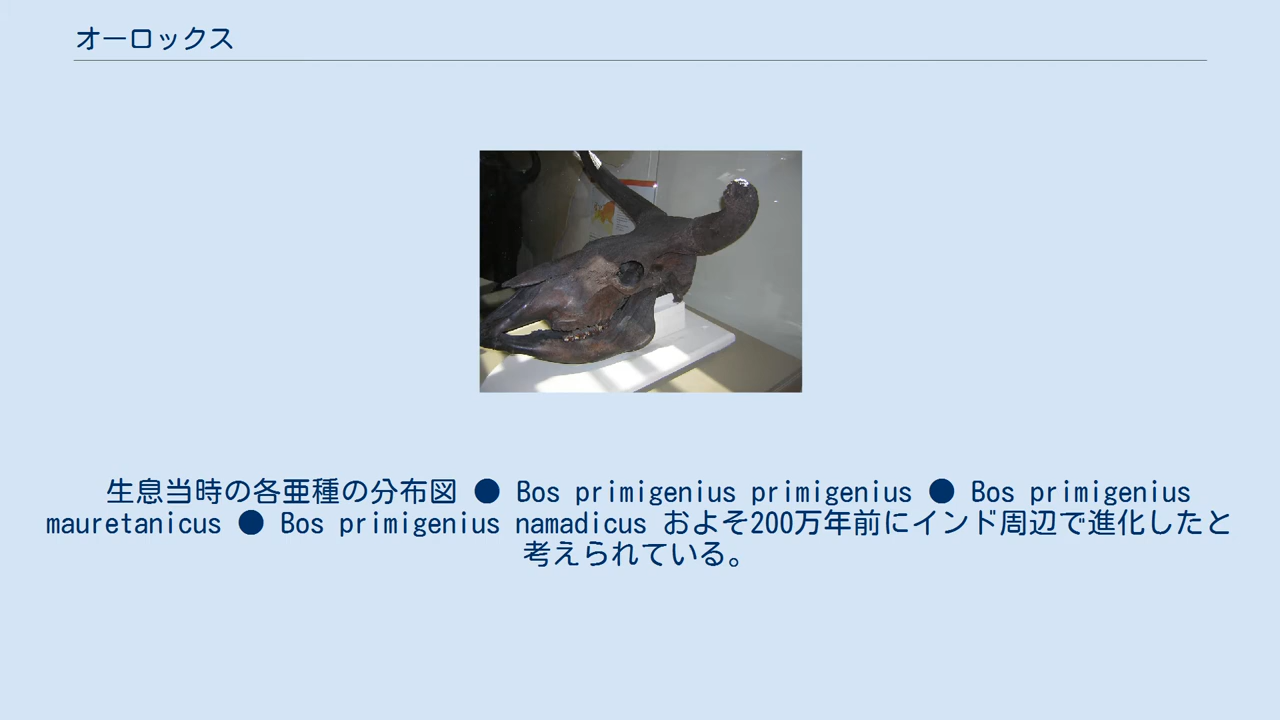 オーロックス
生息当時の各亜種の分布図 ● Bos primigenius primigenius ● Bos primigenius
mauretanicus ● Bos primigenius namadicus およそ200万年前にインド周辺で進化したと
考えられている。